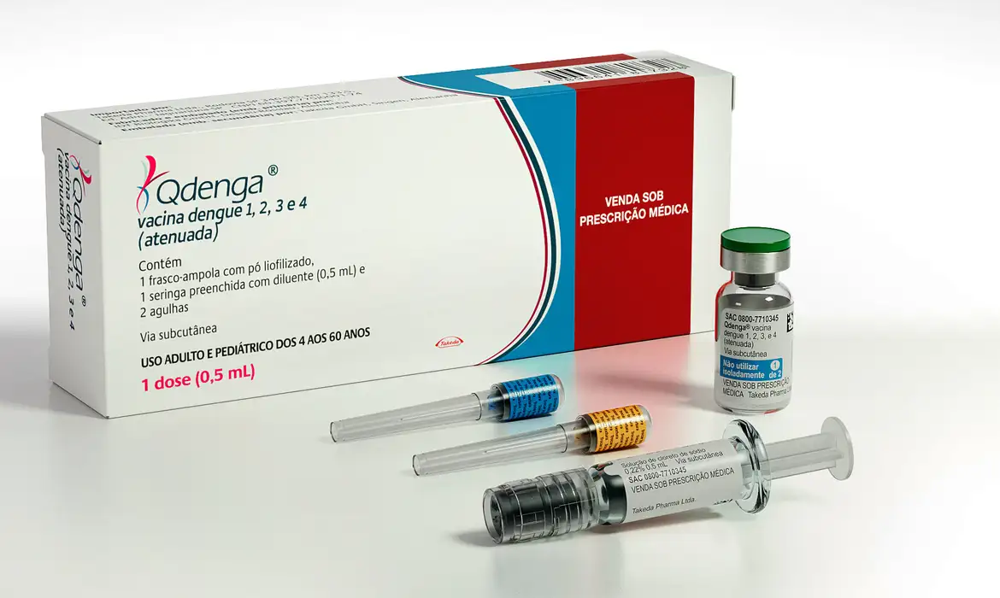 Importado por:
Qdenga®
vacina dengue 1, 2, 3 e 4
(atenuada)
Contém
1 frasco-ampola com pó liofilizado,
1 seringa preenchida com diluente (0,5 mL) e
2 agulhas
Via subcutânea
USO ADULTO E PEDIÁTRICO DOS 4 AOS 60 ANOS
1 dose (0,5 mL)
Takeda
VENDA SOB
PRESCRIÇÃO MÉDICA
Qdenga®
vacina dengue 1, 2, 3 e 4
(atenuada)
SAC 0800-7710345
Qdenga® vacina
dengue 1, 2, 3, e 4
(atenuada)
Via subcutânea
Não utilizar
isoladamente
1
de 2
VENDA SOB PRESCRIÇÃO
MÉDICA Takeda Pharma
Solução de cloreto de sódio
0,22% 0,5 mL Via subcutânea
SAC 0800-7710345
VENDA SOB PRESCRIÇÃO MÉDICA
Takeda Pharma Ltda.